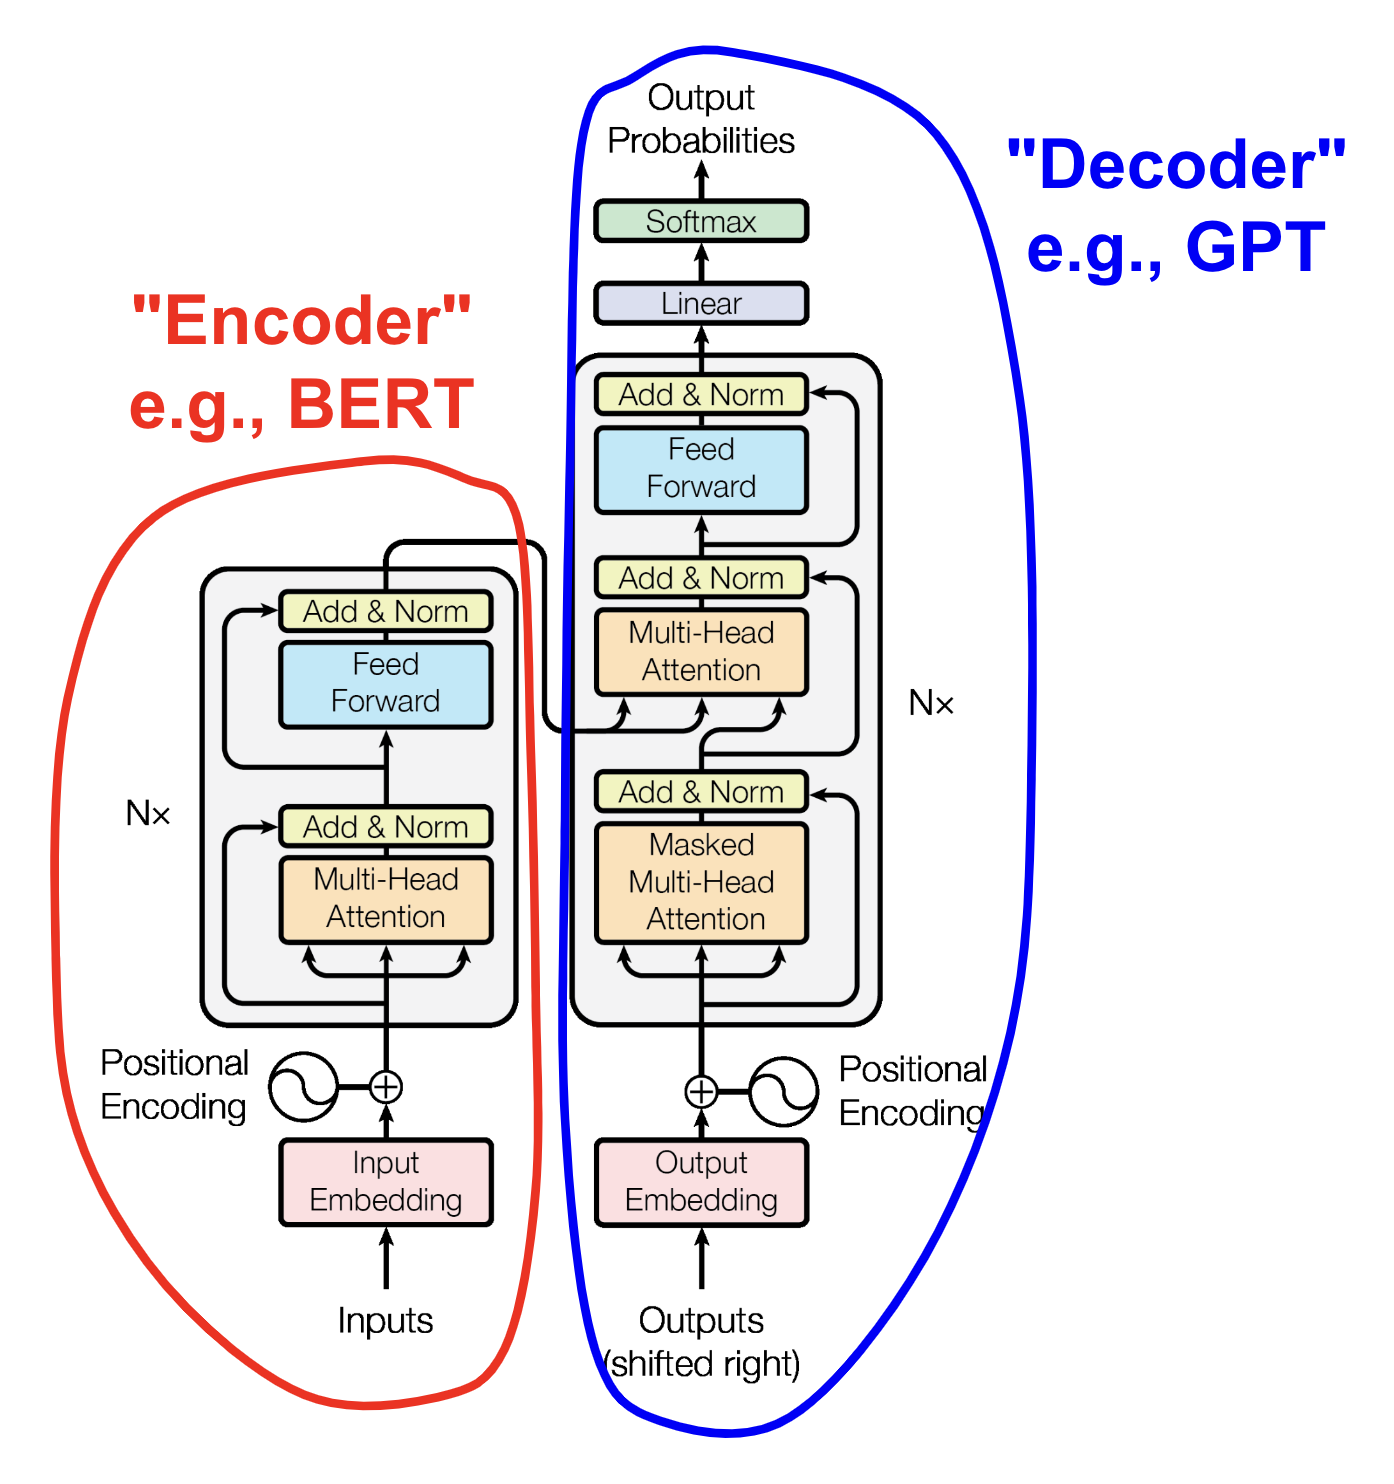 "Encoder"
e.g., BERT
Add & Norm
Feed
Forward
Add & Norm
Multi-Head
Attention
N×
Positional
Encoding
Input
Embedding
Inputs
"Decoder"
e.g., GPT
Output
Probabilities
Softmax
Linear
Add & Norm
Feed
Forward
Add & Norm
Multi-Head
Attention
N×
Add & Norm
Masked
Multi-Head
Attention
Positional
Encoding
Output
Embedding
Outputs
(shifted right)